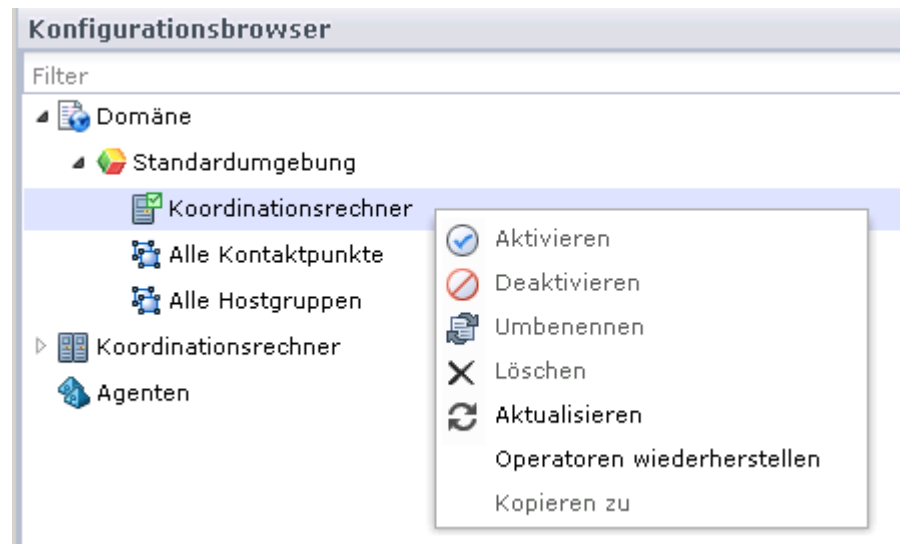 Konfigurationsbrowser
Filter
Domäne
Standardumgebung
Koordinationsrechner
Alle Kontaktpunkte
Alle Hostgruppen
Koordinationsrechner
Agenten
Aktivieren
Deaktivieren
Umbenennen
Löschen
Aktualisieren
Operatoren wiederherstellen
Kopieren zu